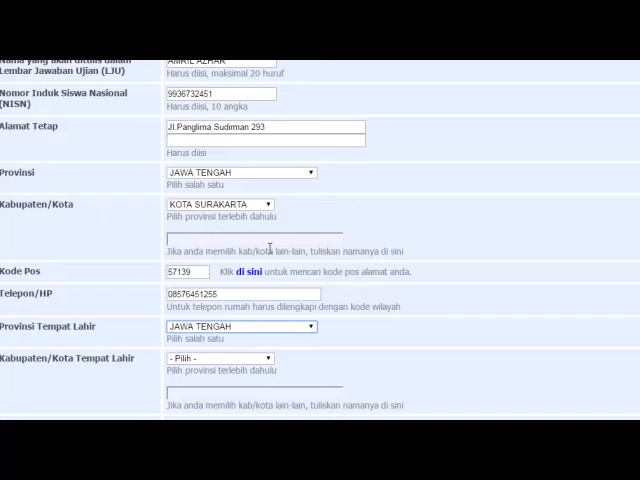 Nama yang akan ditulis dalam
Lembar Jawaban Ujian (LJU)
AMRIL AZHAR
Harus diisi, maksimal 20 huruf
Nomor Induk Siswa Nasional
(NISN)
9936732451
Harus diisi, 10 angka
Alamat Tetap
Jl.Panglima Sudirman 293
Harus diisi
Provinsi
JAWA TENGAH
Pilih salah satu
Kabupaten/Kota
KOTA SURAKARTA
Pilih provinsi terlebih dahulu
Jika anda memilih kab/kota lain-lain, tuliskan namanya di sini
Kode Pos
57139
Klik di sini untuk mencari kode pos alamat anda.
Telepon/HP
08576451255
Untuk telepon rumah harus dilengkapi dengan kode wilayah
Provinsi Tempat Lahir
JAWA TENGAH
Pilih salah satu
Kabupaten/Kota Tempat Lahir
- Pilih -
Pilih provinsi terlebih dahulu
Jika anda memilih kab/kota lain-lain, tuliskan namanya di sini